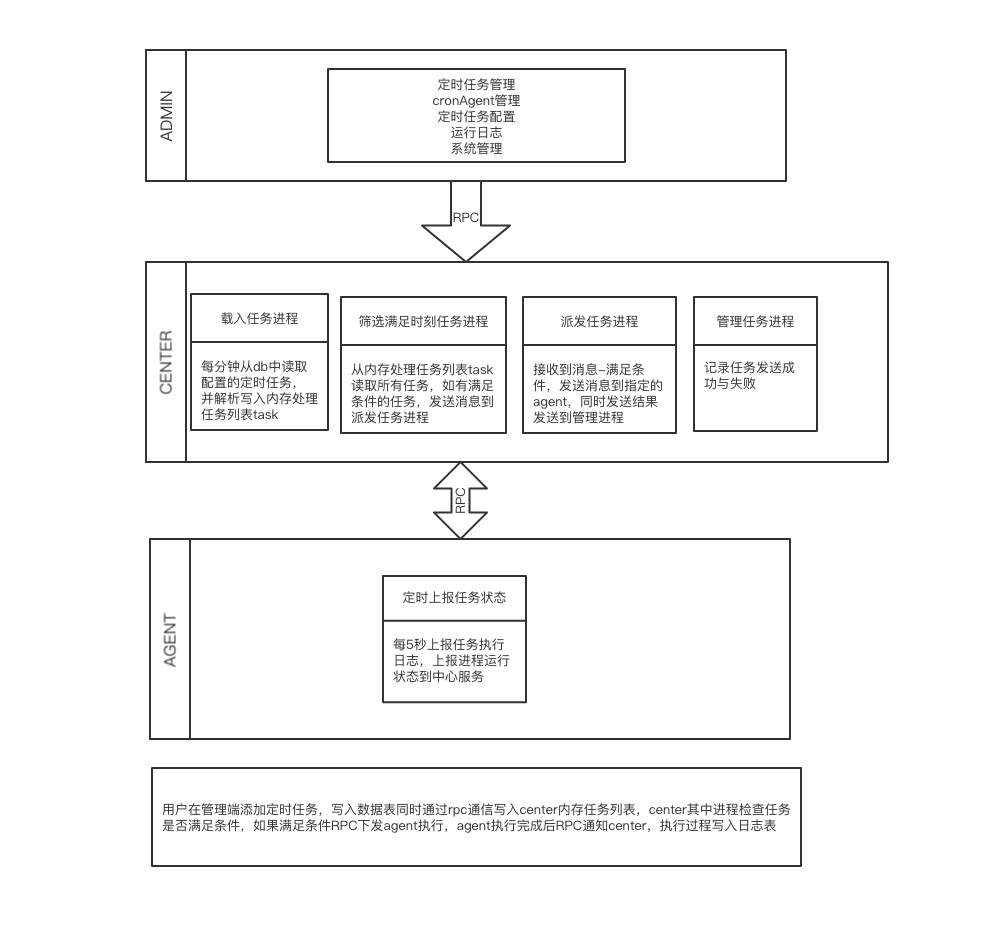 ADMIN
定时任务管理
cronAgent管理
定时任务配置
运行日志
系统管理
RPC
CENTER
载入任务进程
每分钟从db中读取
配置的定时任务，
并解析写入内存处理
任务列表task
筛选满足时刻任务进程
从内存处理任务列表task
读取所有任务，如有满足
条件的任务，发送消息到
派发任务进程
派发任务进程
接收到消息-满足条
件，发送消息到指定的
agent，同时发送结果
发送到管理进程
管理任务进程
记录任务发送成
功与失败
RPC
AGENT
定时上报任务状态
每5秒上报任务执行
日志，上报进程运行
状态到中心服务
用户在管理端添加定时任务，写入数据表同时通过rpc通信写入center内存任务列表，center其中进程检查任务
是否满足条件，如果满足条件RPC下发agent执行，agent执行完成后RPC通知center，执行过程写入日志表